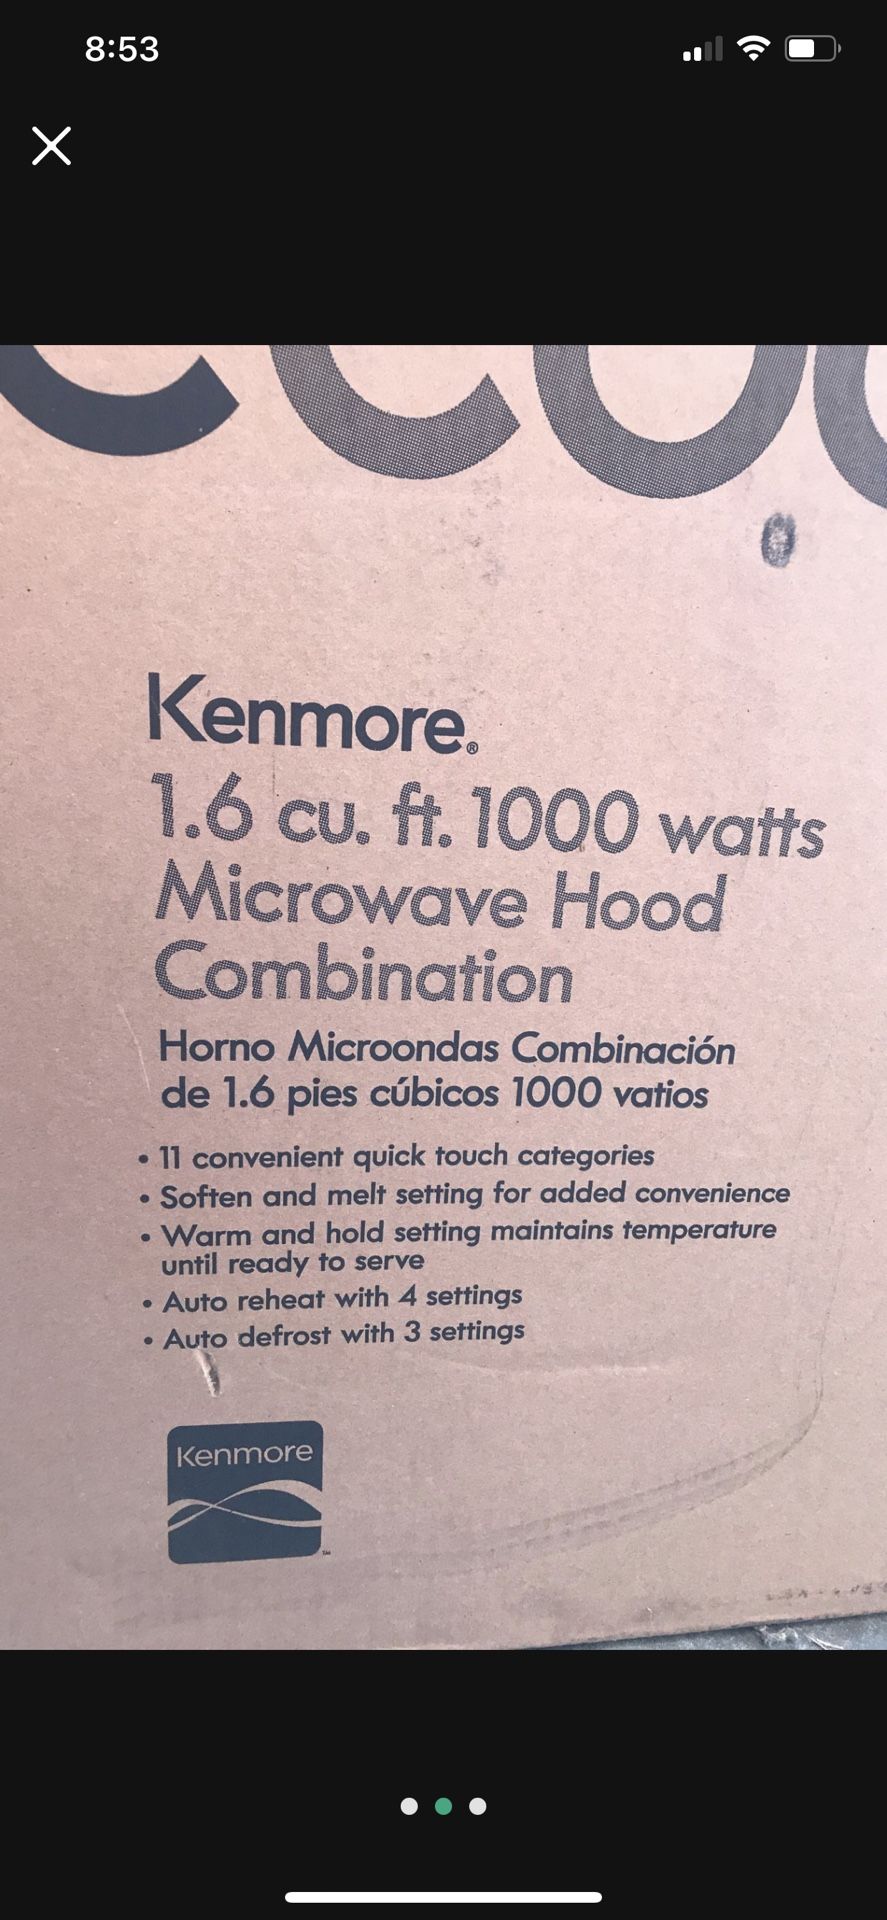 8:53
Kenmore®
1.6 cu. ft. 1000 watts
Microwave Hood
Combination
Horno Microondas Combinación
de 1.6 pies cúbicos 1000 vatios
• 11 convenient quick touch categories
• Soften and melt setting for added convenience
• Warm and hold setting maintains temperature
until ready to serve
• Auto reheat with 4 settings
• Auto defrost with 3 settings
Kenmore
™